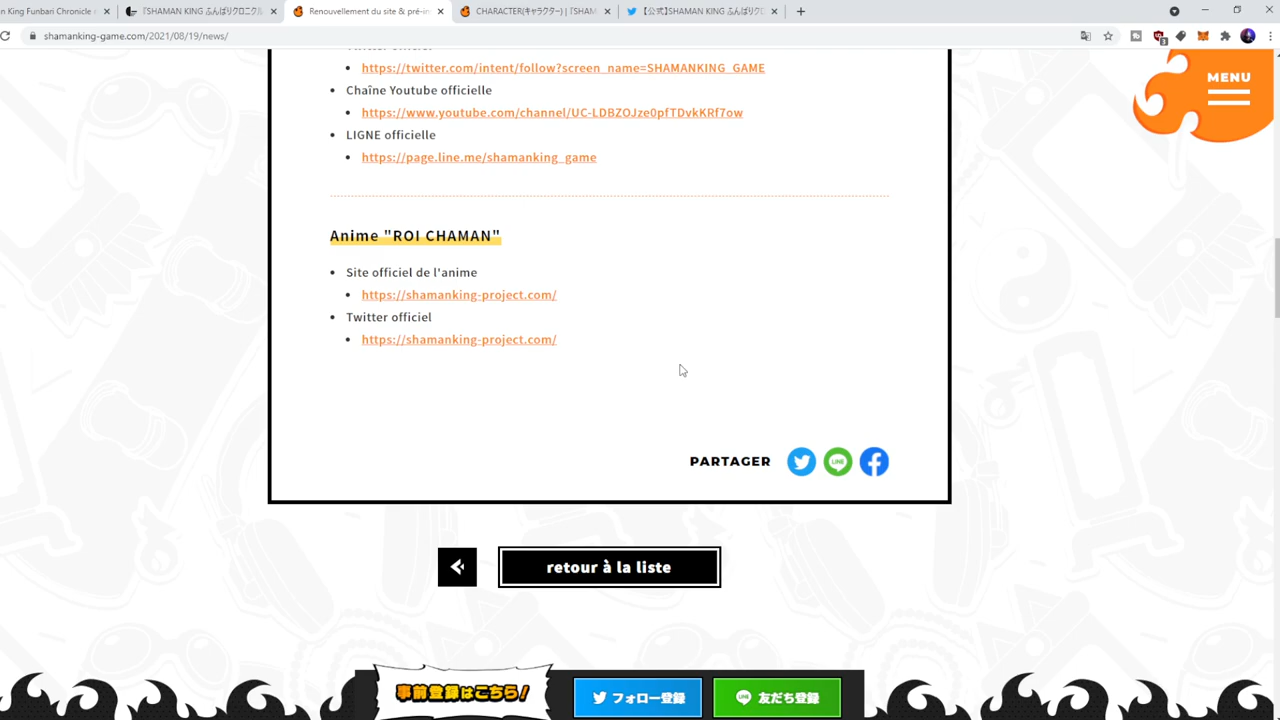 en King Funbari Chronicle A
『SHAMAN KING ふんばりクロニクル
Renouvellement du site & pré-in
CHARACTER(キャラクター) | 『SHAM
【公式】SHAMAN KING ふんばりクロ
shamanking-game.com/2021/08/19/news/
3
MENU
https://twitter.com/intent/follow?screen_name=SHAMANKING_GAME
Chaîne Youtube officielle
https://www.youtube.com/channel/UC-LDBZOJze0pfTDvkKRf7ow
LIGNE officielle
https://page.line.me/shamanking_game
Anime "ROI CHAMAN"
Site officiel de l'anime
https://shamanking-project.com/
Twitter officiel
https://shamanking-project.com/
PARTAGER
LINE
retour à la liste
事前登録はこちら!
フォロー登録
LINE
友だち登録